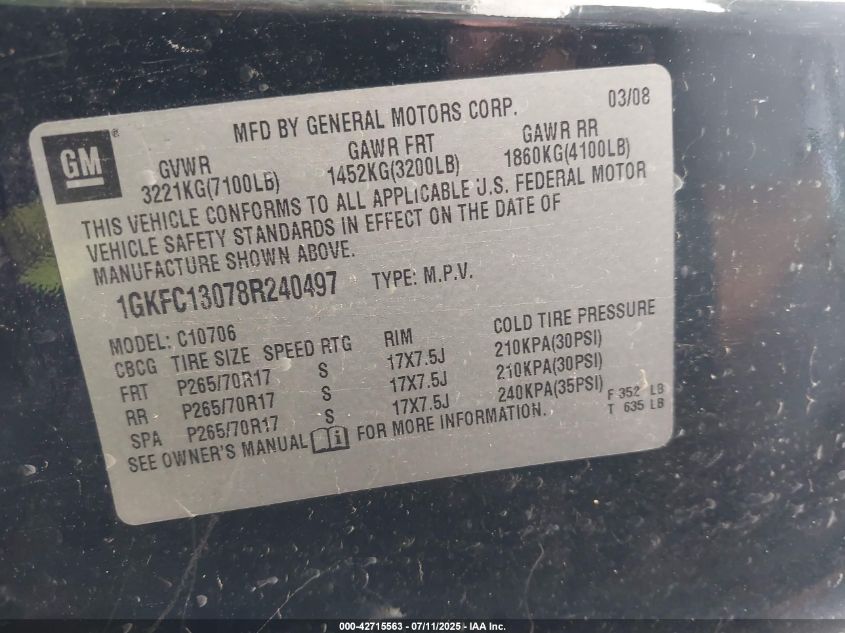 MFD BY GENERAL MOTORS CORP. 03/08
GM®
GVWR GAWR FRT GAWR RR
3221KG(7100LB) 1452KG(3200LB) 1860KG(4100LB)
THIS VEHICLE CONFORMS TO ALL APPLICABLE U.S. FEDERAL MOTOR
VEHICLE SAFETY STANDARDS IN EFFECT ON THE DATE OF
MANUFACTURE SHOWN ABOVE.
1GKFC13078R240497 TYPE: M.P.V.
MODEL: C10706
CBCG TIRE SIZE SPEED RTG RIM COLD TIRE PRESSURE
FRT P265/70R17 S 17X7.5J 210KPA(30PSI)
RR P265/70R17 S 17X7.5J 210KPA(30PSI)
SPA P265/70R17 S 17X7.5J 240KPA(35PSI)
F 352 LB
T 635 LB
SEE OWNER'S MANUAL FOR MORE INFORMATION.
000-42715563 - 07/11/2025 - IAA Inc.